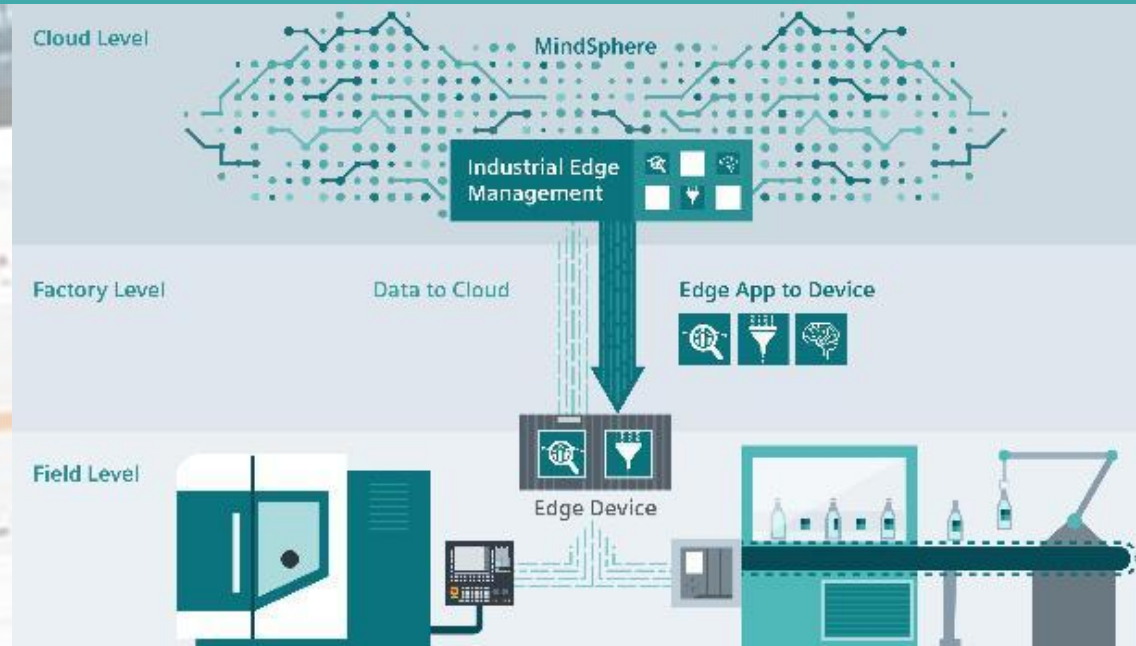 Cloud Level
MindSphere
Industrial Edge
Management
Factory Level
Data to Cloud
Edge App to Device
Field Level
Edge Device